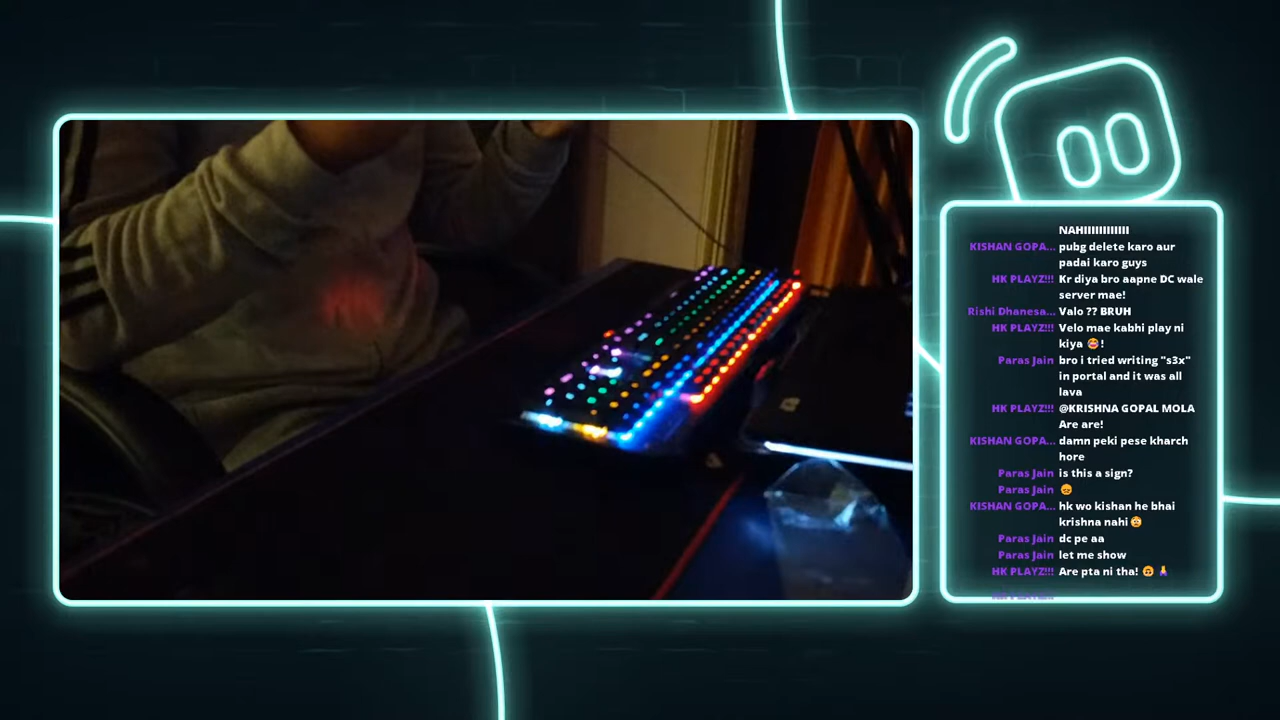 NAHIIIIIIIIIIII
KISHAN GOPA... pubg delete karo aur
padai karo guys
HK PLAYZ!!! Kr diya bro aapne DC wale
server mae!
Rishi Dhanesa... Valo ?? BRUH
HK PLAYZ!!! Velo mae kabhi play ni
kiya 🥰!
Paras Jain bro i tried writing "s3x"
in portal and it was all
lava
HK PLAYZ!!! @KRISHNA GOPAL MOLA
Are are!
KISHAN GOPA... damn peki pese kharch
hore
Paras Jain is this a sign?
Paras Jain
KISHAN GOPA... hk wo kishan he bhai
krishna nahi
Paras Jain dc pe aa
Paras Jain let me show
HK PLAYZ!!! Are pta ni tha!